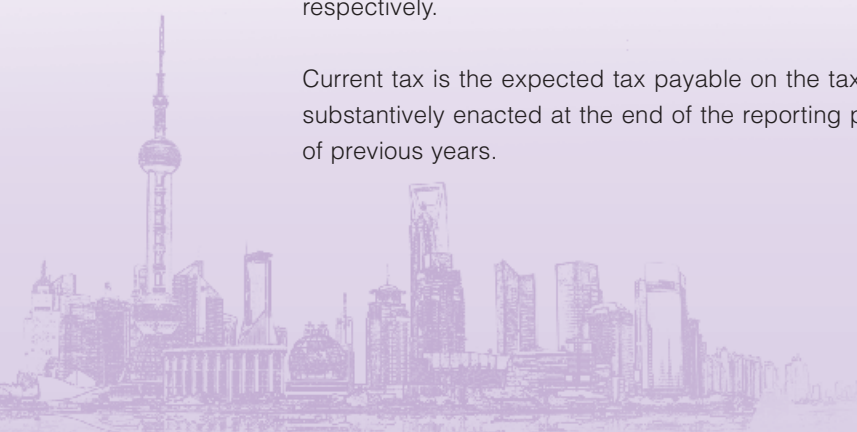 respectively.
Current tax is the expected tax payable on the tax
substantively enacted at the end of the reporting
of previous years.